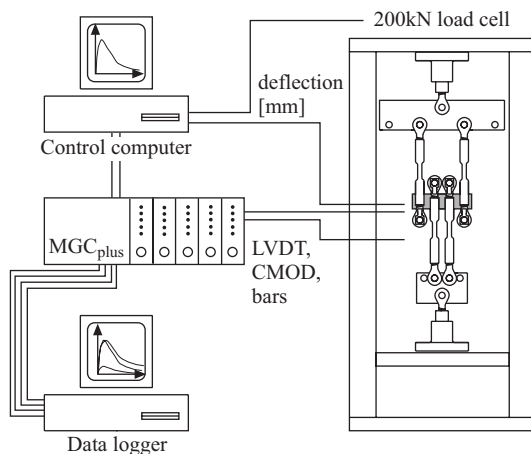 200kN load cell
deflection
[mm]
Control computer
MGCplus
LVDT,
CMOD,
bars
Data logger